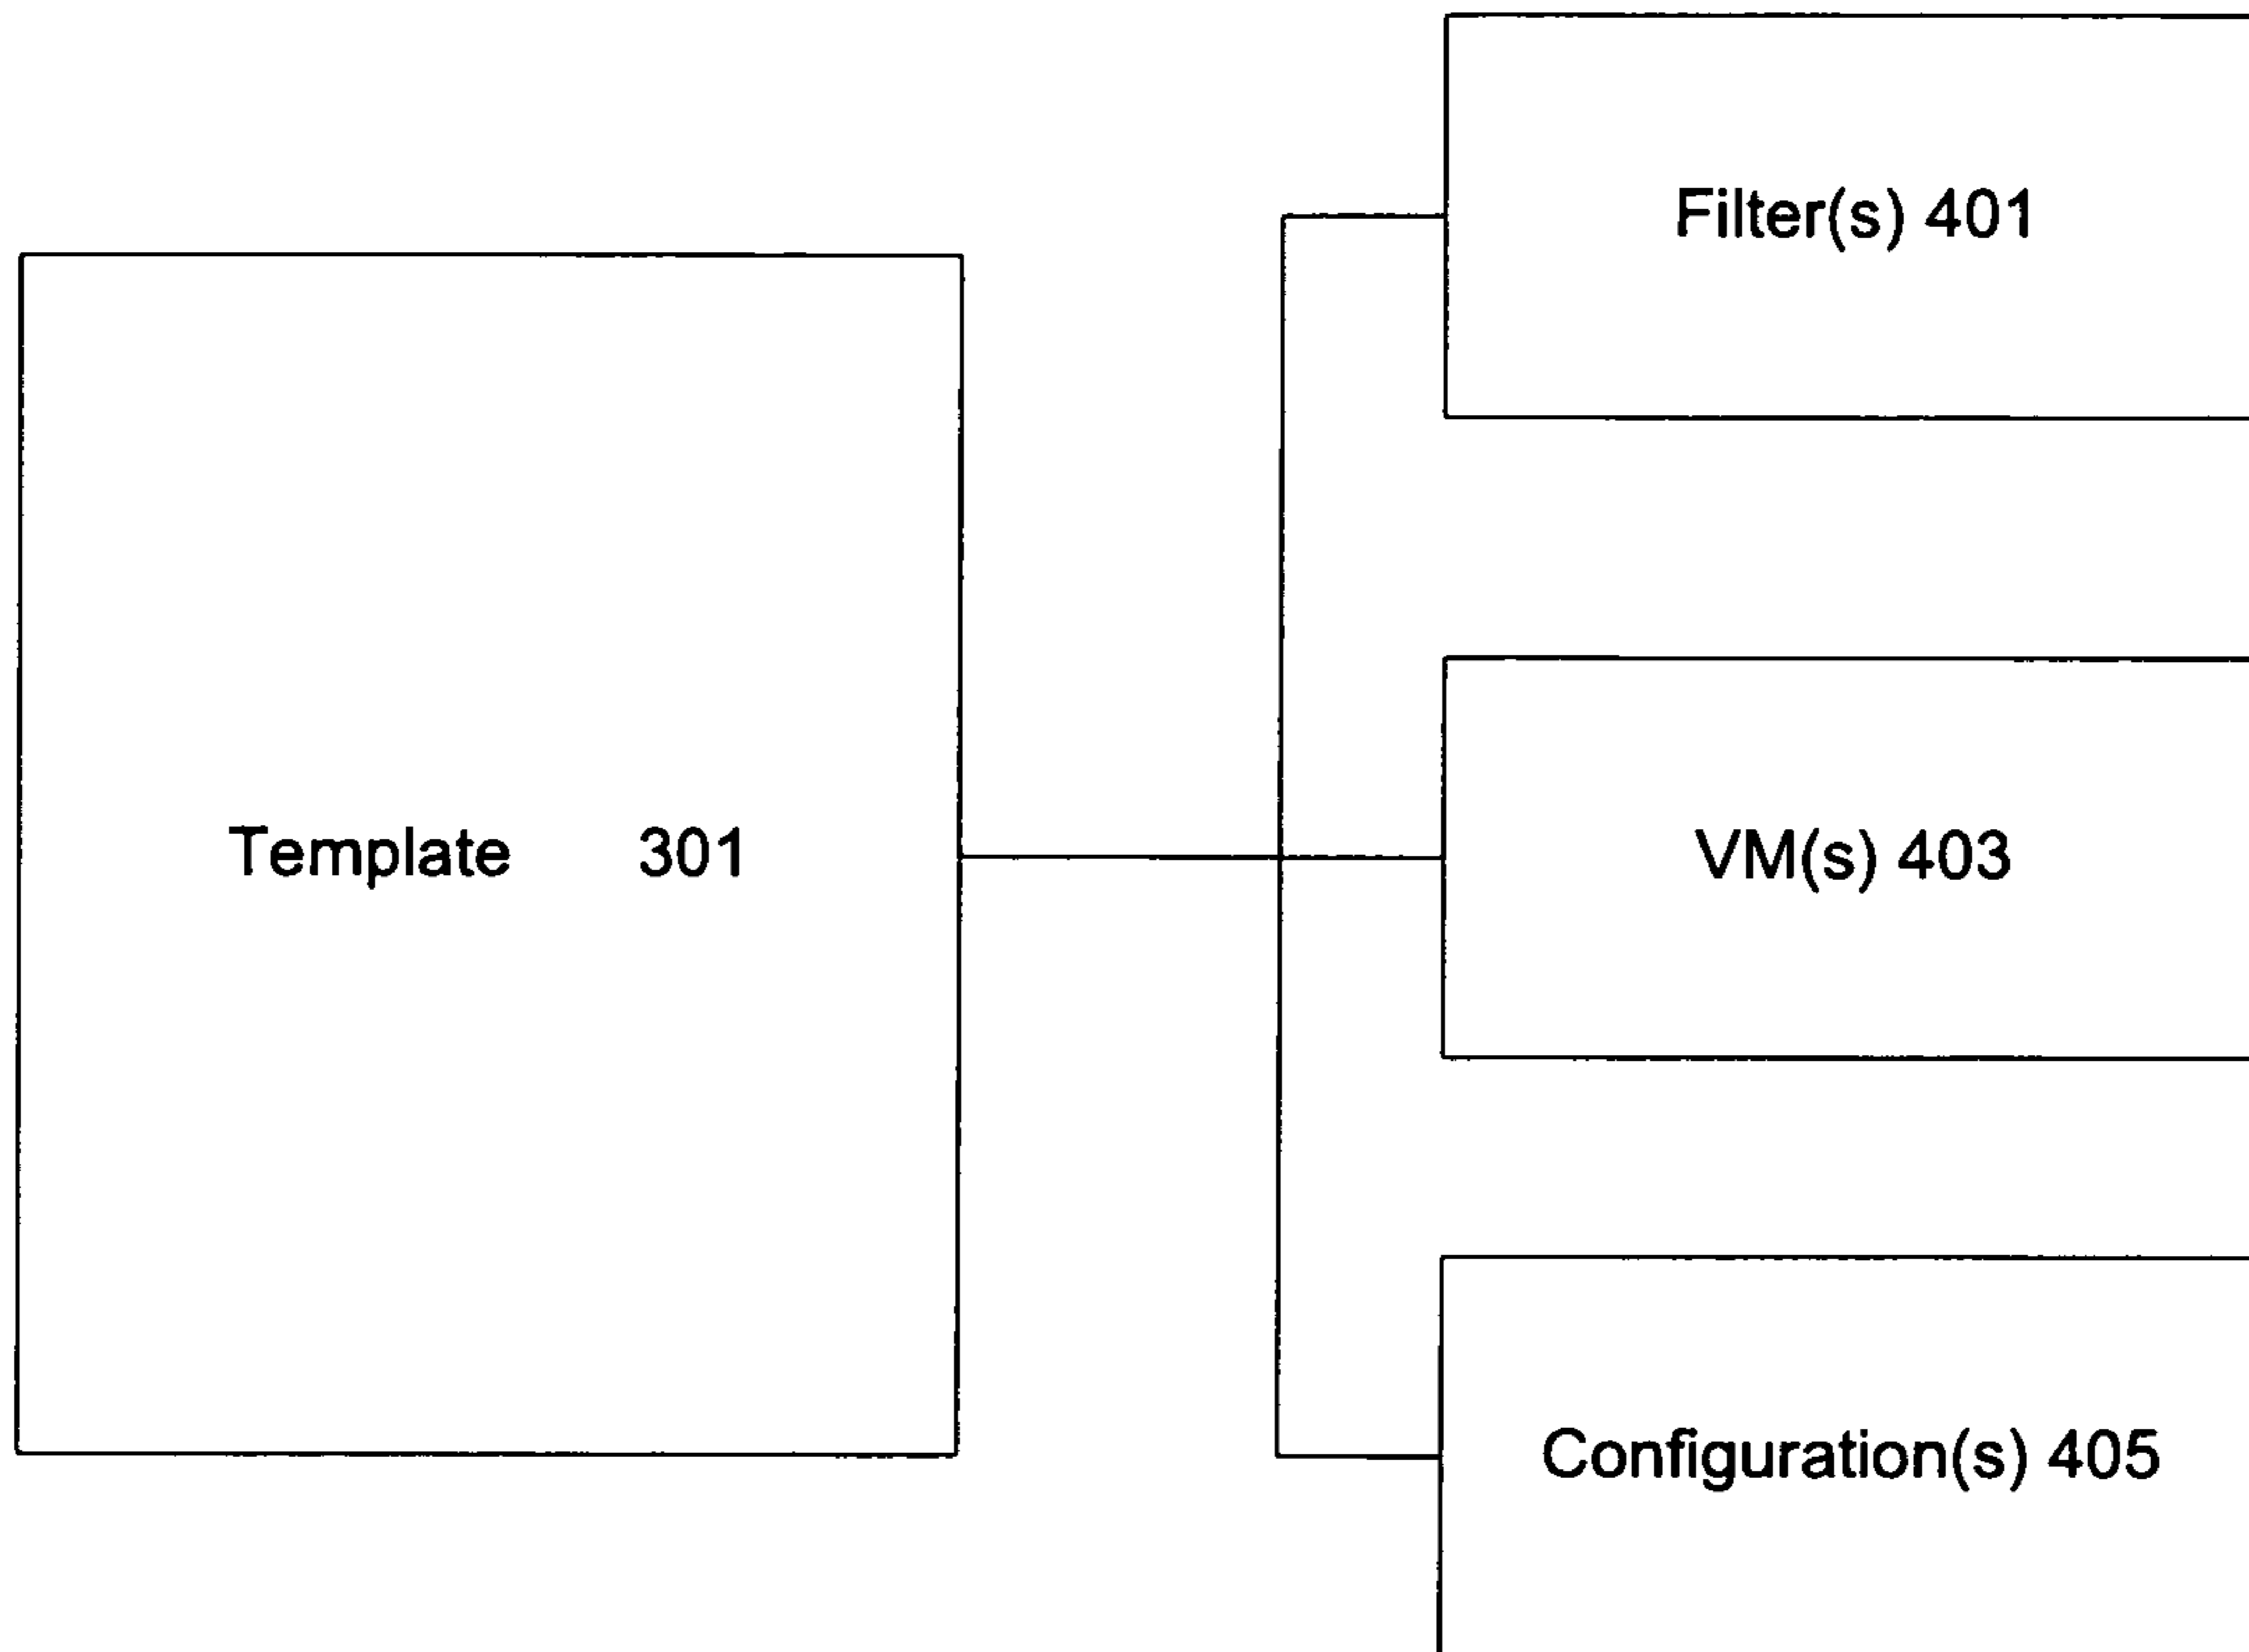 Filter(s) 401
Template 301
VM(s) 403
Configuration(s) 405